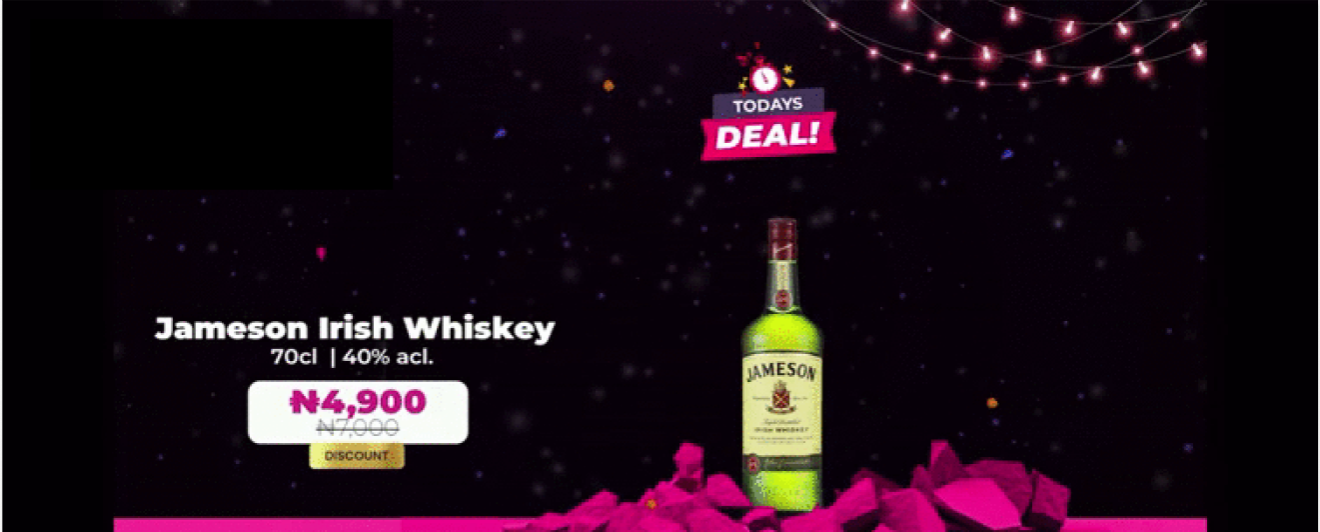 TODAYS
DEAL!
Jameson Irish Whiskey
70cl | 40% acl.
₦4,900
₦7,000
DISCOUNT
JAMESON
IRISH WHISKEY